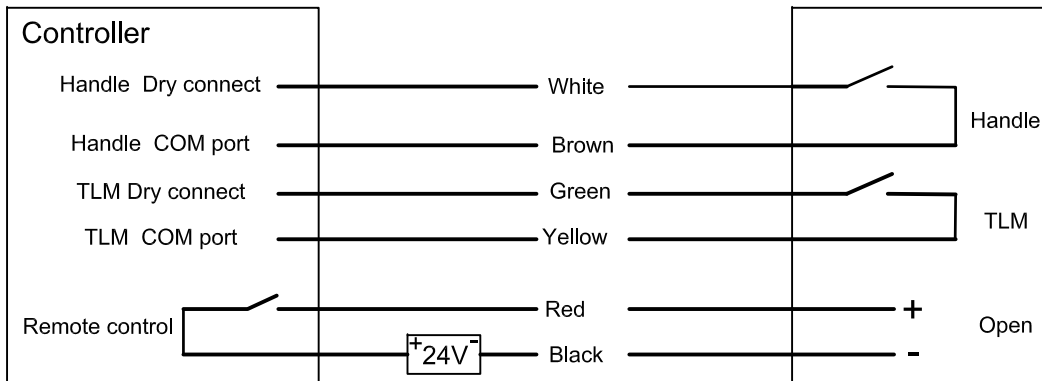 Controller
Handle Dry connect
White
Handle
Handle COM port
Brown
TLM Dry connect
Green
TLM
TLM COM port
Yellow
Red
+
Remote control
Open
+24V-
Black
-